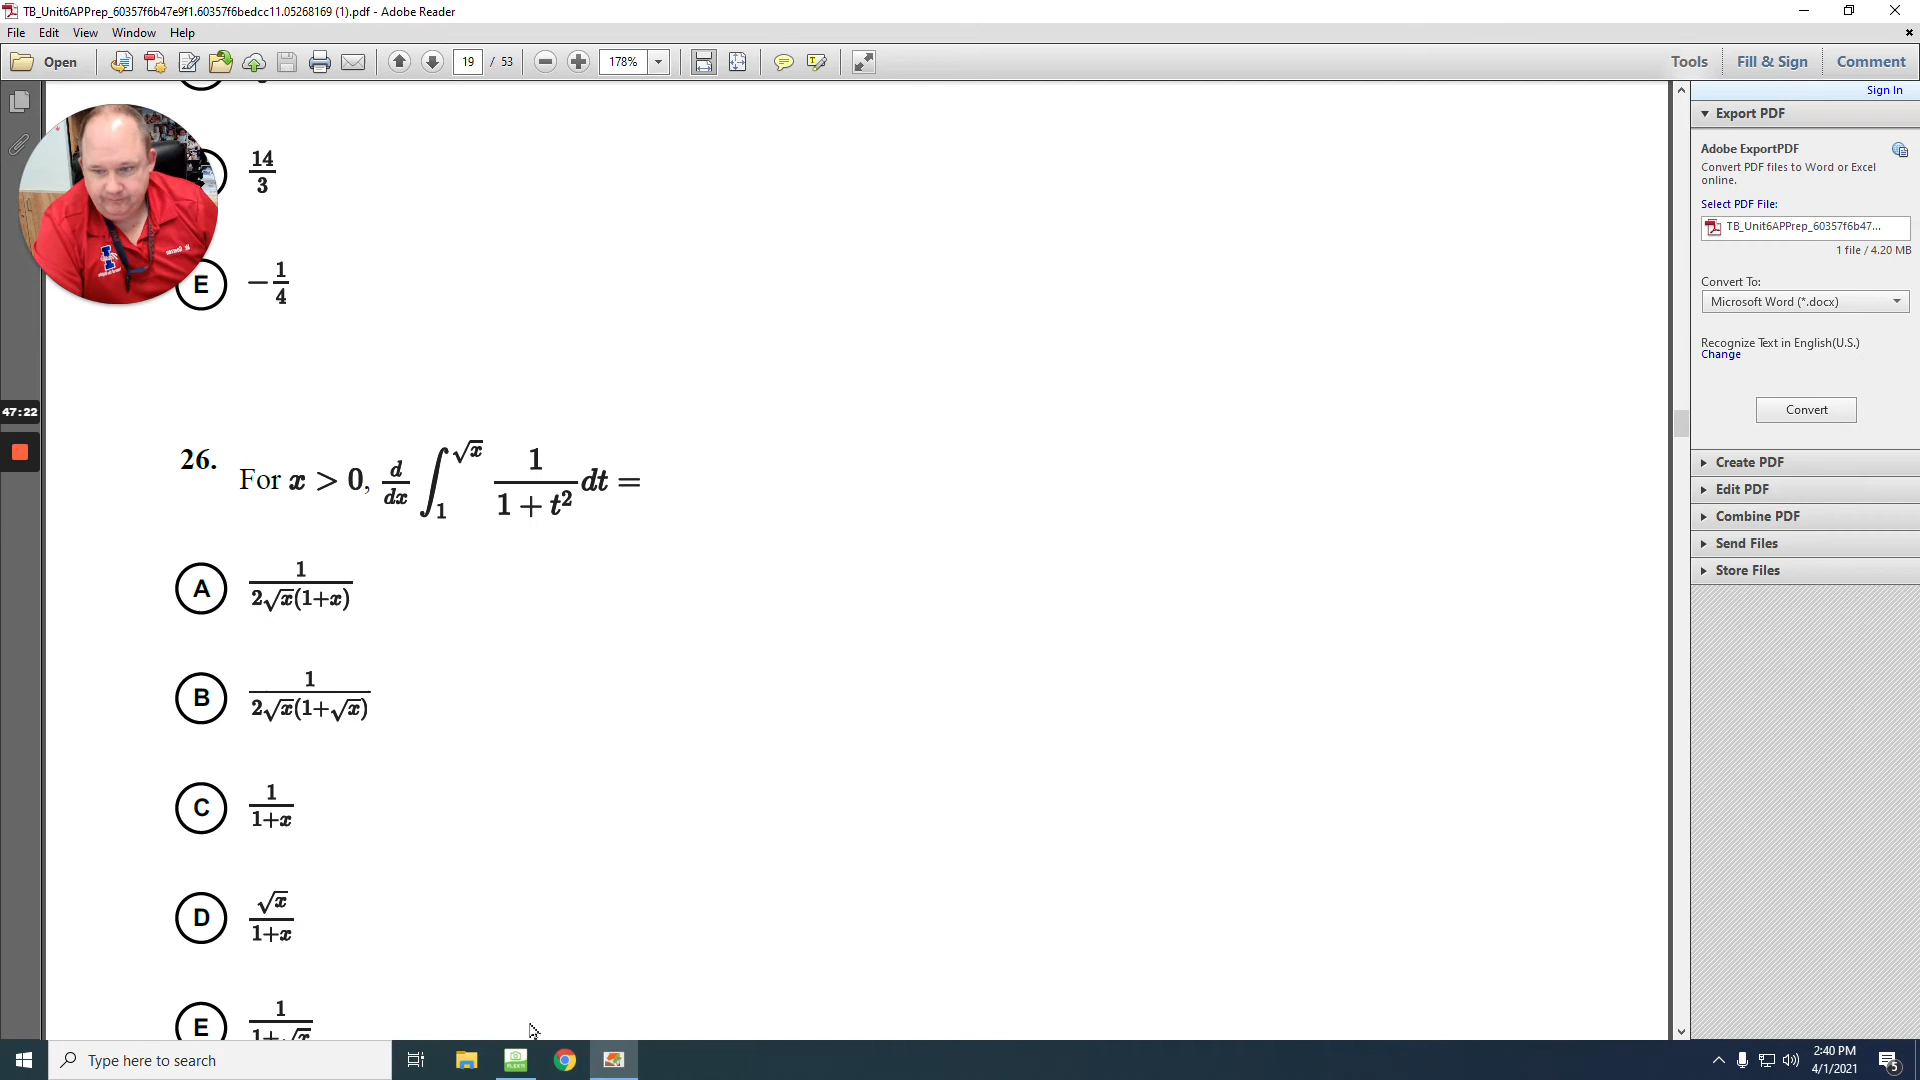 TB_Unit6APPrep_60357f6b47e9f1.60357f6bedcc11.05268169 (1).pdf - Adobe Reader
File Edit View Window Help
Open 19 / 53 178% Tools Fill & Sign Comment
Sign In
Export PDF
Adobe ExportPDF
Convert PDF files to Word or Excel
online.
Select PDF File:
TB_Unit6APPrep_60357f6b47...
1 file / 4.20 MB
Convert To:
Microsoft Word (*.docx)
Recognize Text in English(U.S.)
Change
Convert
Create PDF
Edit PDF
Combine PDF
Send Files
Store Files
14/3
E -1/4
47:22
26. For x > 0, d/dx ∫_1^√x 1/(1 + t²) dt =
A 1/(2√x(1+x))
B 1/(2√x(1+√x))
C 1/(1+x)
D √x/(1+x)
E 1/(1+√x)
Type here to search
2:40 PM
4/1/2021
5